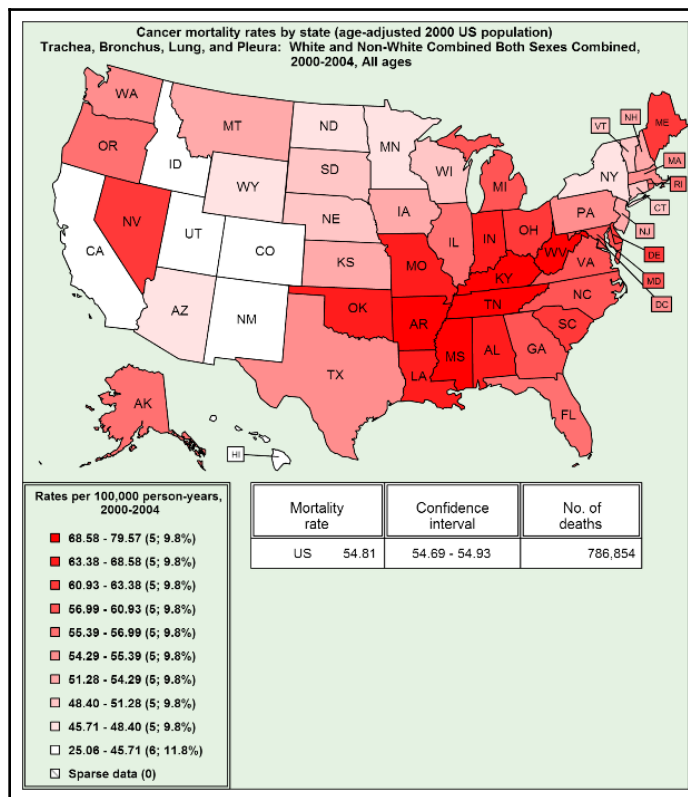 Cancer mortality rates by state (age-adjusted 2000 US population)
Trachea, Bronchus, Lung, and Pleura: White and Non-White Combined Both Sexes Combined,
2000-2004, All ages
WA
MT
ND
MN
OR
ID
WY
SD
WI
MI
NY
VT
NH
ME
MA
RI
CT
NV
UT
CO
NE
IA
IL
IN
OH
PA
NJ
CA
KS
MO
KY
WV
VA
DE
MD
DC
AZ
NM
OK
AR
TN
NC
SC
TX
LA
MS
AL
GA
FL
AK
HI
Rates per 100,000 person-years,
2000-2004
68.58 - 79.57 (5; 9.8%)
63.38 - 68.58 (5; 9.8%)
60.93 - 63.38 (5; 9.8%)
56.99 - 60.93 (5; 9.8%)
55.39 - 56.99 (5; 9.8%)
54.29 - 55.39 (5; 9.8%)
51.28 - 54.29 (5; 9.8%)
48.40 - 51.28 (5; 9.8%)
45.71 - 48.40 (5; 9.8%)
25.06 - 45.71 (6; 11.8%)
Sparse data (0)
Mortality rate
Confidence interval
No. of deaths
US 54.81
54.69 - 54.93
786,854